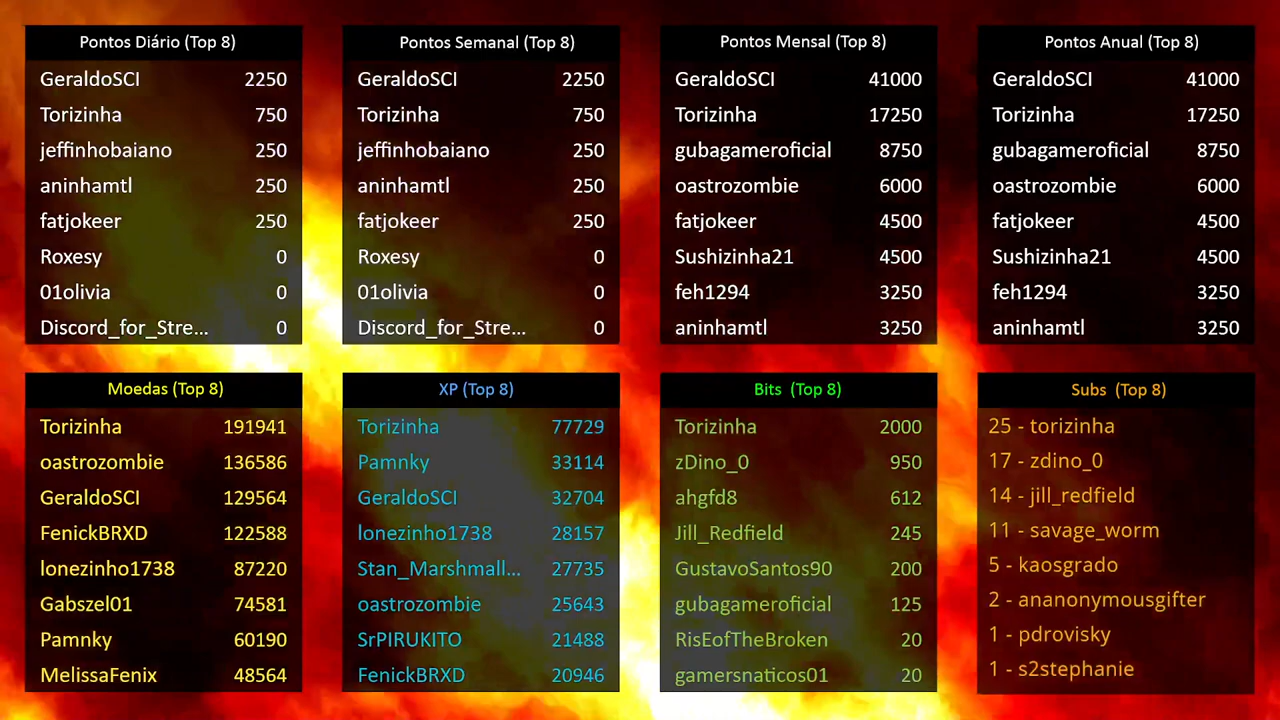 Pontos Diário (Top 8)
GeraldoSCI 2250
Torizinha 750
jeffinhobaiano 250
aninhamtl 250
fatjokeer 250
Roxesy 0
01olivia 0
Discord_for_Stre... 0
Pontos Semanal (Top 8)
GeraldoSCI 2250
Torizinha 750
jeffinhobaiano 250
aninhamtl 250
fatjokeer 250
Roxesy 0
01olivia 0
Discord_for_Stre... 0
Pontos Mensal (Top 8)
GeraldoSCI 41000
Torizinha 17250
gubagameroficial 8750
oastrozombie 6000
fatjokeer 4500
Sushizinha21 4500
feh1294 3250
aninhamtl 3250
Pontos Anual (Top 8)
GeraldoSCI 41000
Torizinha 17250
gubagameroficial 8750
oastrozombie 6000
fatjokeer 4500
Sushizinha21 4500
feh1294 3250
aninhamtl 3250
Moedas (Top 8)
Torizinha 191941
oastrozombie 136586
GeraldoSCI 129564
FenickBRXD 122588
lonezinho1738 87220
Gabszel01 74581
Pamnky 60190
MelissaFenix 48564
XP (Top 8)
Torizinha 77729
Pamnky 33114
GeraldoSCI 32704
lonezinho1738 28157
Stan_Marshmall... 27735
oastrozombie 25643
SrPIRUKITO 21488
FenickBRXD 20946
Bits (Top 8)
Torizinha 2000
zDino_0 950
ahgfd8 612
Jill_Redfield 245
GustavoSantos90 200
gubagameroficial 125
RisEofTheBroken 20
gamersnaticos01 20
Subs (Top 8)
25 - torizinha
17 - zdino_0
14 - jill_redfield
11 - savage_worm
5 - kaosgrado
2 - ananonymousgifter
1 - pdrovisky
1 - s2stephanie